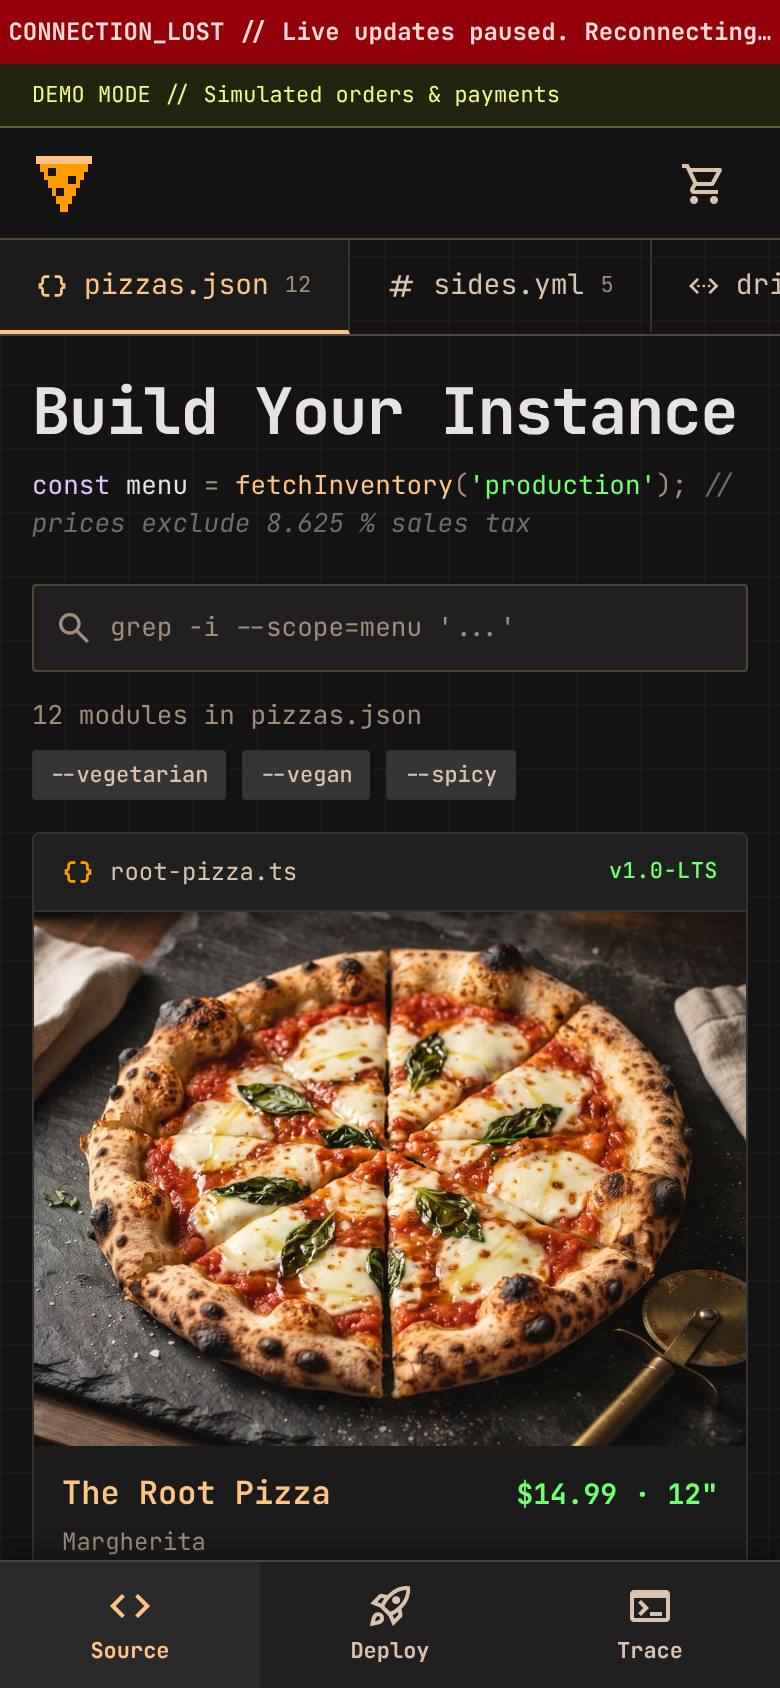 CONNECTION_LOST // Live updates paused. Reconnecting…
DEMO MODE // Simulated orders & payments
{} pizzas.json 12
# sides.yml 5
<··> dri
Build Your Instance
const menu = fetchInventory('production'); //
prices exclude 8.625 % sales tax
grep -i --scope=menu '...'
12 modules in pizzas.json
--vegetarian --vegan --spicy
{} root-pizza.ts v1.0-LTS
The Root Pizza $14.99 · 12"
Margherita
Source Deploy Trace